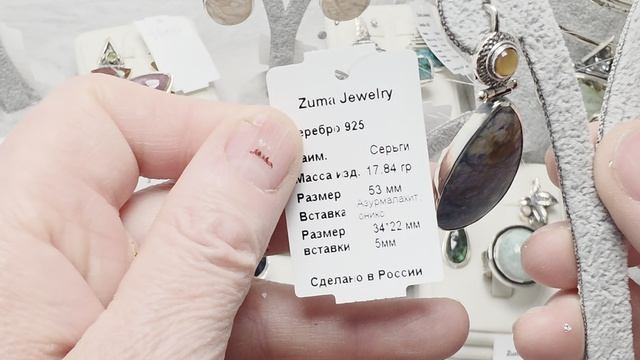 Zuma Jewelry
еребро 925
аим. Серьги
Масса изд. 17.84 гр
Размер 53 мм
Вставка Азурмалахит,
оникс
Размер 34*22 мм
вставки 5мм
Сделано в России